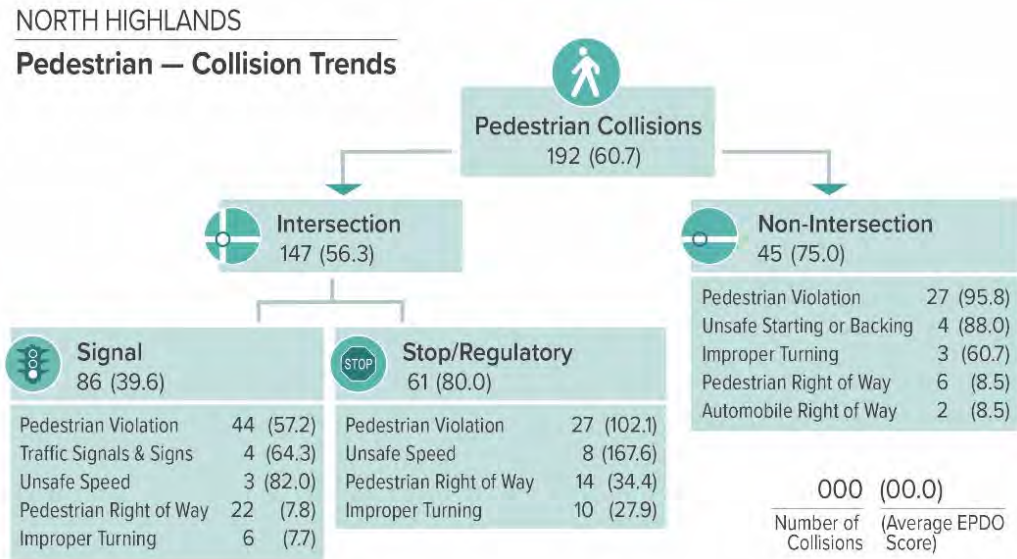 NORTH HIGHLANDS
Pedestrian — Collision Trends
Pedestrian Collisions
192 (60.7)
Intersection
147 (56.3)
Non-Intersection
45 (75.0)
Pedestrian Violation 27 (95.8)
Unsafe Starting or Backing 4 (88.0)
Improper Turning 3 (60.7)
Pedestrian Right of Way 6 (8.5)
Automobile Right of Way 2 (8.5)
Signal
86 (39.6)
Pedestrian Violation 44 (57.2)
Traffic Signals & Signs 4 (64.3)
Unsafe Speed 3 (82.0)
Pedestrian Right of Way 22 (7.8)
Improper Turning 6 (7.7)
STOP
Stop/Regulatory
61 (80.0)
Pedestrian Violation 27 (102.1)
Unsafe Speed 8 (167.6)
Pedestrian Right of Way 14 (34.4)
Improper Turning 10 (27.9)
000 (00.0)
Number of Collisions (Average EPDO Score)